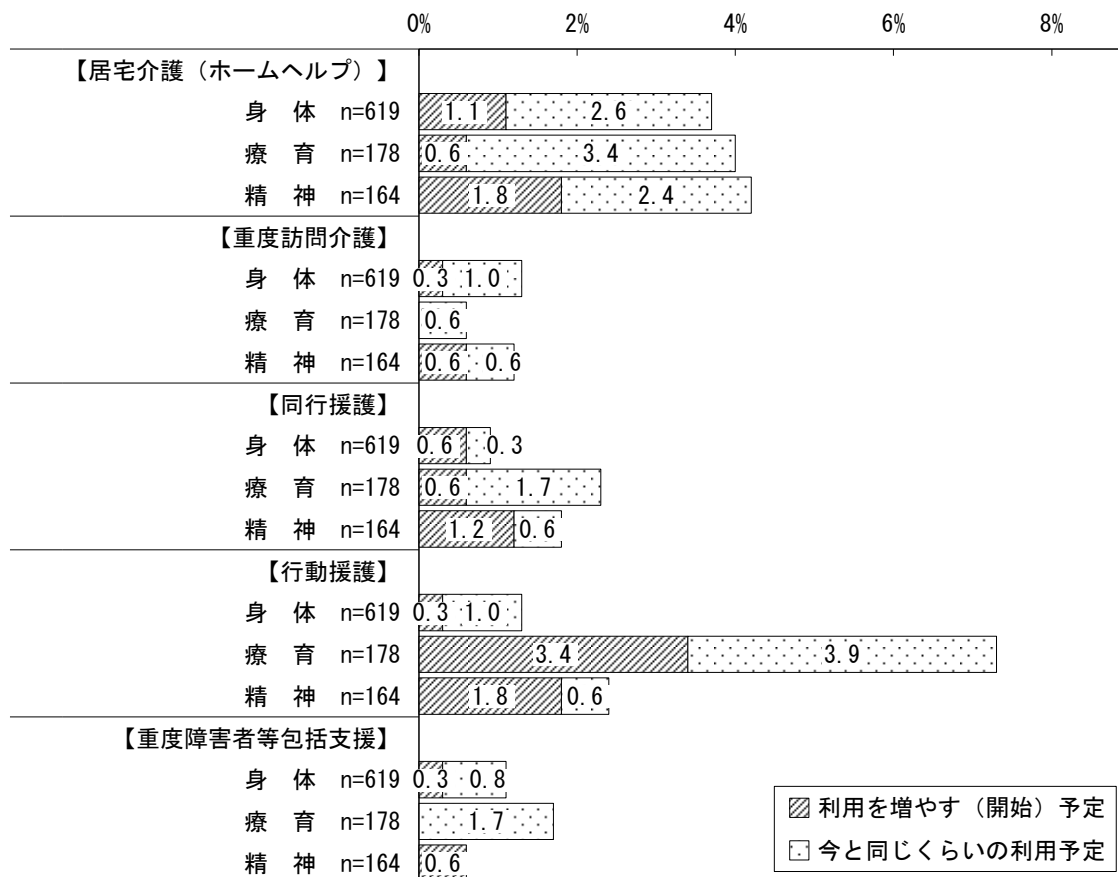 0% 2% 4% 6% 8%
【居宅介護（ホームヘルプ）】
身 体 n=619 1.1 2.6
療 育 n=178 0.6 3.4
精 神 n=164 1.8 2.4
【重度訪問介護】
身 体 n=619 0.3 1.0
療 育 n=178 0.6
精 神 n=164 0.6 0.6
【同行援護】
身 体 n=619 0.6 0.3
療 育 n=178 0.6 1.7
精 神 n=164 1.2 0.6
【行動援護】
身 体 n=619 0.3 1.0
療 育 n=178 3.4 3.9
精 神 n=164 1.8 0.6
【重度障害者等包括支援】
身 体 n=619 0.3 0.8
療 育 n=178 1.7
精 神 n=164 0.6
利用を増やす（開始）予定
今と同じくらいの利用予定